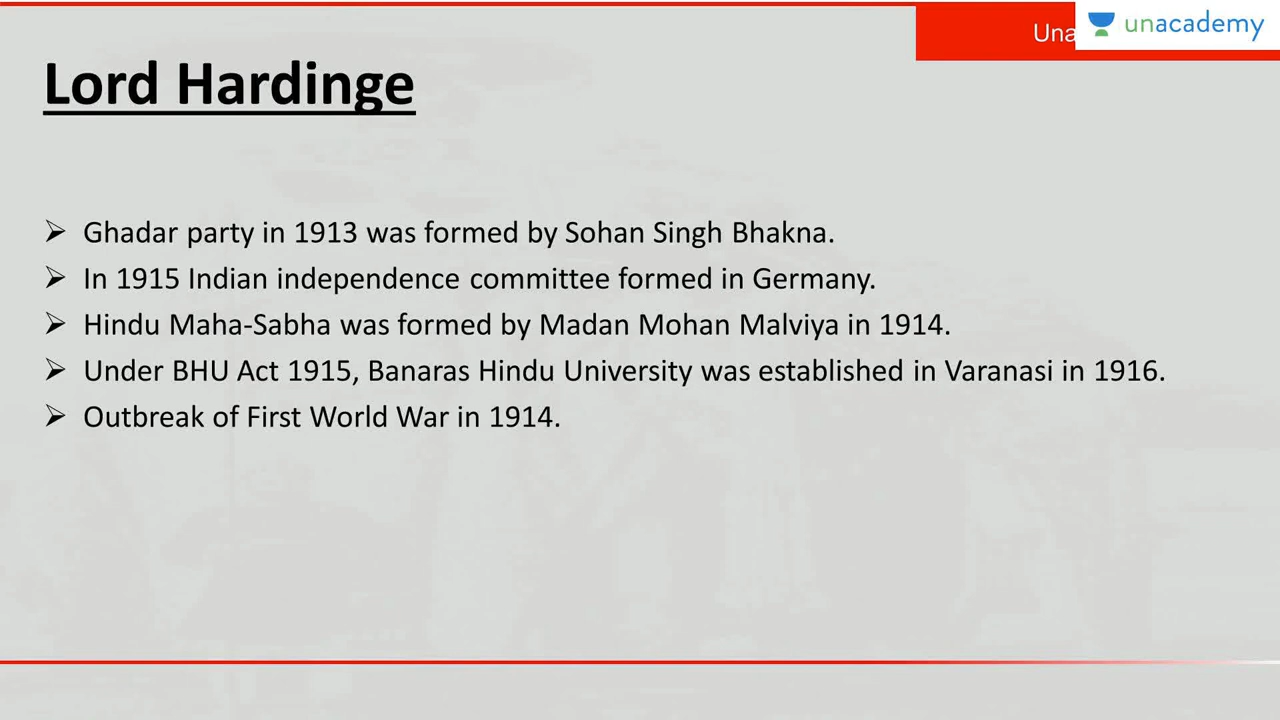 Una
unacademy
Lord Hardinge
➢ Ghadar party in 1913 was formed by Sohan Singh Bhakna.
➢ In 1915 Indian independence committee formed in Germany.
➢ Hindu Maha-Sabha was formed by Madan Mohan Malviya in 1914.
➢ Under BHU Act 1915, Banaras Hindu University was established in Varanasi in 1916.
➢ Outbreak of First World War in 1914.